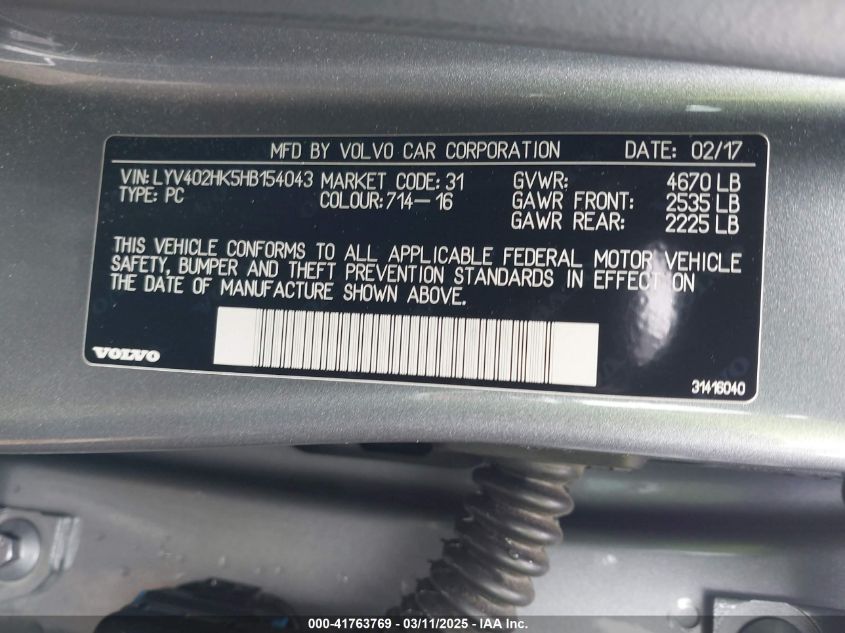 MFD BY VOLVO CAR CORPORATION DATE: 02/17
VIN: LYV402HK5HB154043 MARKET CODE: 31 GVWR: 4670 LB
TYPE: PC COLOUR: 714-16 GAWR FRONT: 2535 LB
GAWR REAR: 2225 LB
THIS VEHICLE CONFORMS TO ALL APPLICABLE FEDERAL MOTOR VEHICLE
SAFETY, BUMPER AND THEFT PREVENTION STANDARDS IN EFFECT ON
THE DATE OF MANUFACTURE SHOWN ABOVE.
VOLVO 31416040
000-41763769 / 03/11/2025 - IAA Inc.